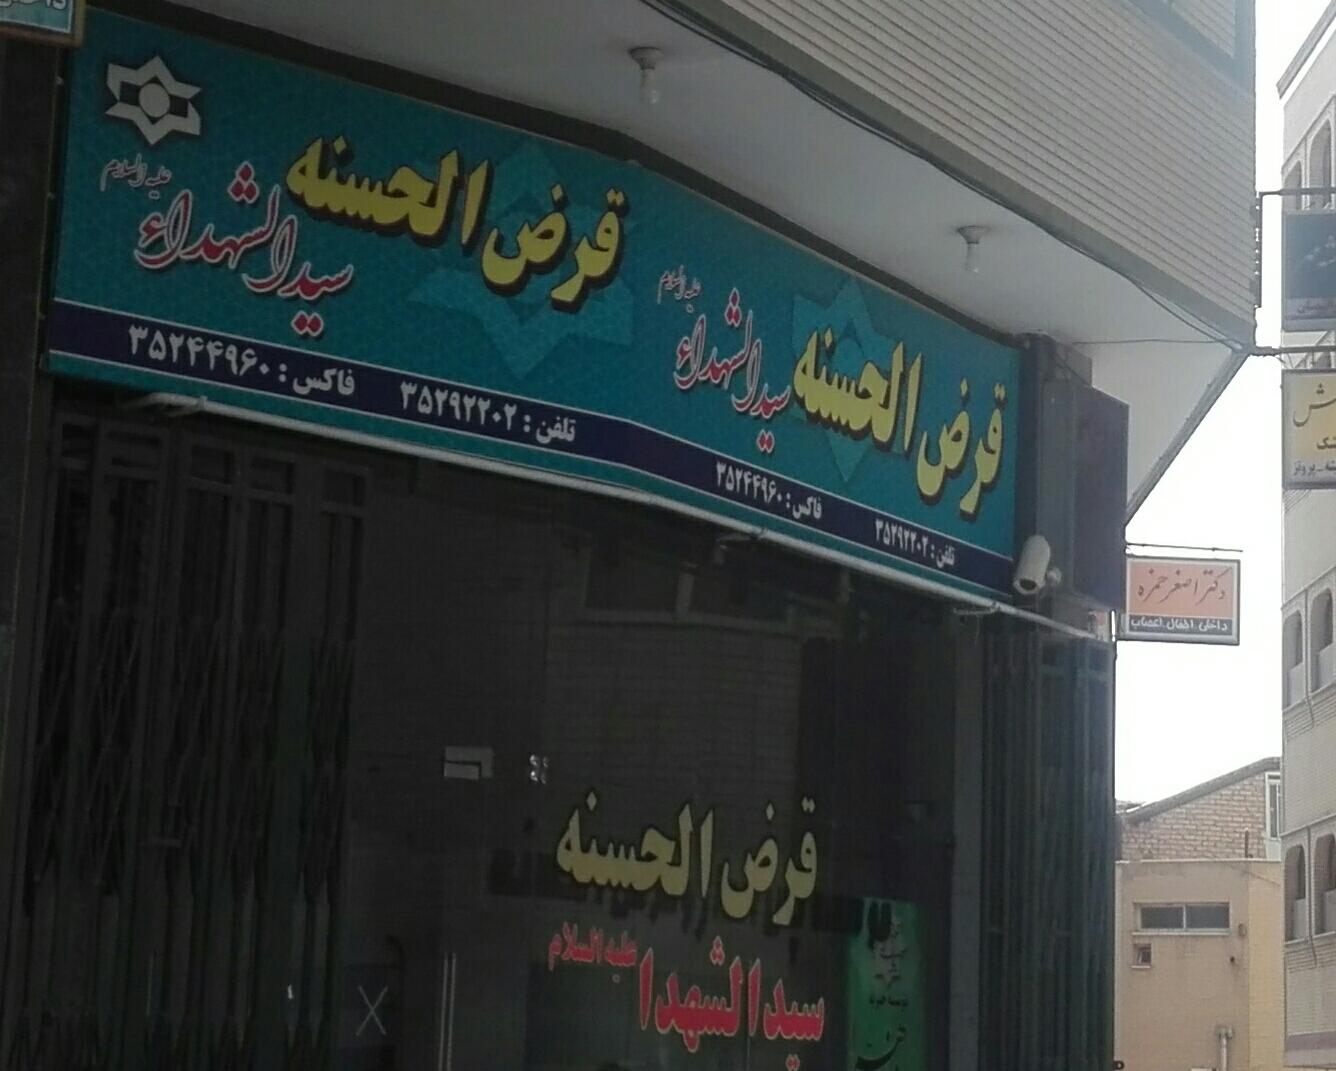 قرض الحسنه
سیدالشهداء
علیه السلام
تلفن : ۳۵۲۹۲۲۰۲ فاکس : ۳۵۲۴۴۹۶۰
قرض الحسنه
سیدالشهداء
علیه السلام
تلفن : ۳۵۲۹۲۲۰۲ فاکس : ۳۵۲۴۴۹۶۰
قرض الحسنه
سیدالشهدا
علیه السلام
دکتر اصغر حمزه
داخلی اطفال اعصاب